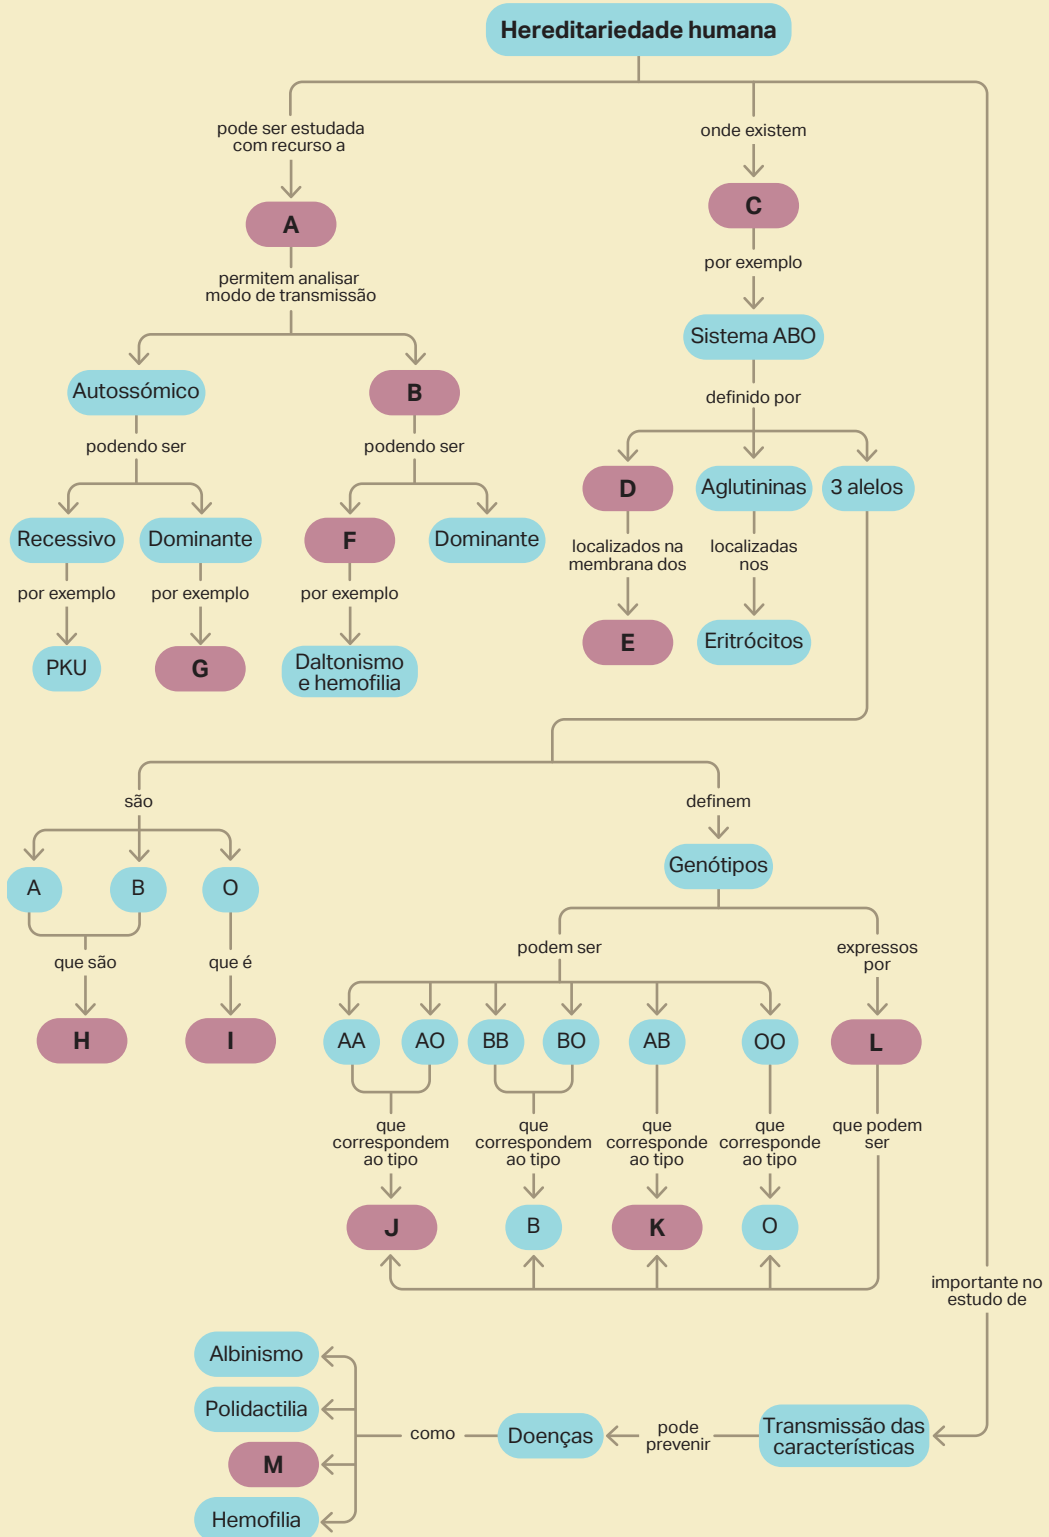 Hereditariedade humana
pode ser estudada
com recurso a
onde existem
A
C
permitem analisar
modo de transmissão
por exemplo
Sistema ABO
Autossómico
B
definido por
podendo ser
podendo ser
D
Aglutininas
3 alelos
Recessivo
Dominante
F
Dominante
localizados na
membrana dos
localizadas
nos
por exemplo
por exemplo
por exemplo
E
Eritrócitos
PKU
G
Daltonismo
e hemofilia
são
definem
Genótipos
A
B
O
que são
que é
podem ser
expressos
por
H
I
AA
AO
BB
BO
AB
OO
L
que
correspondem
ao tipo
que
correspondem
ao tipo
que
corresponde
ao tipo
que
corresponde
ao tipo
que podem
ser
J
B
K
O
importante no
estudo de
Albinismo
Polidactilia
M
Hemofilia
como
Doenças
pode
prevenir
Transmissão das
características